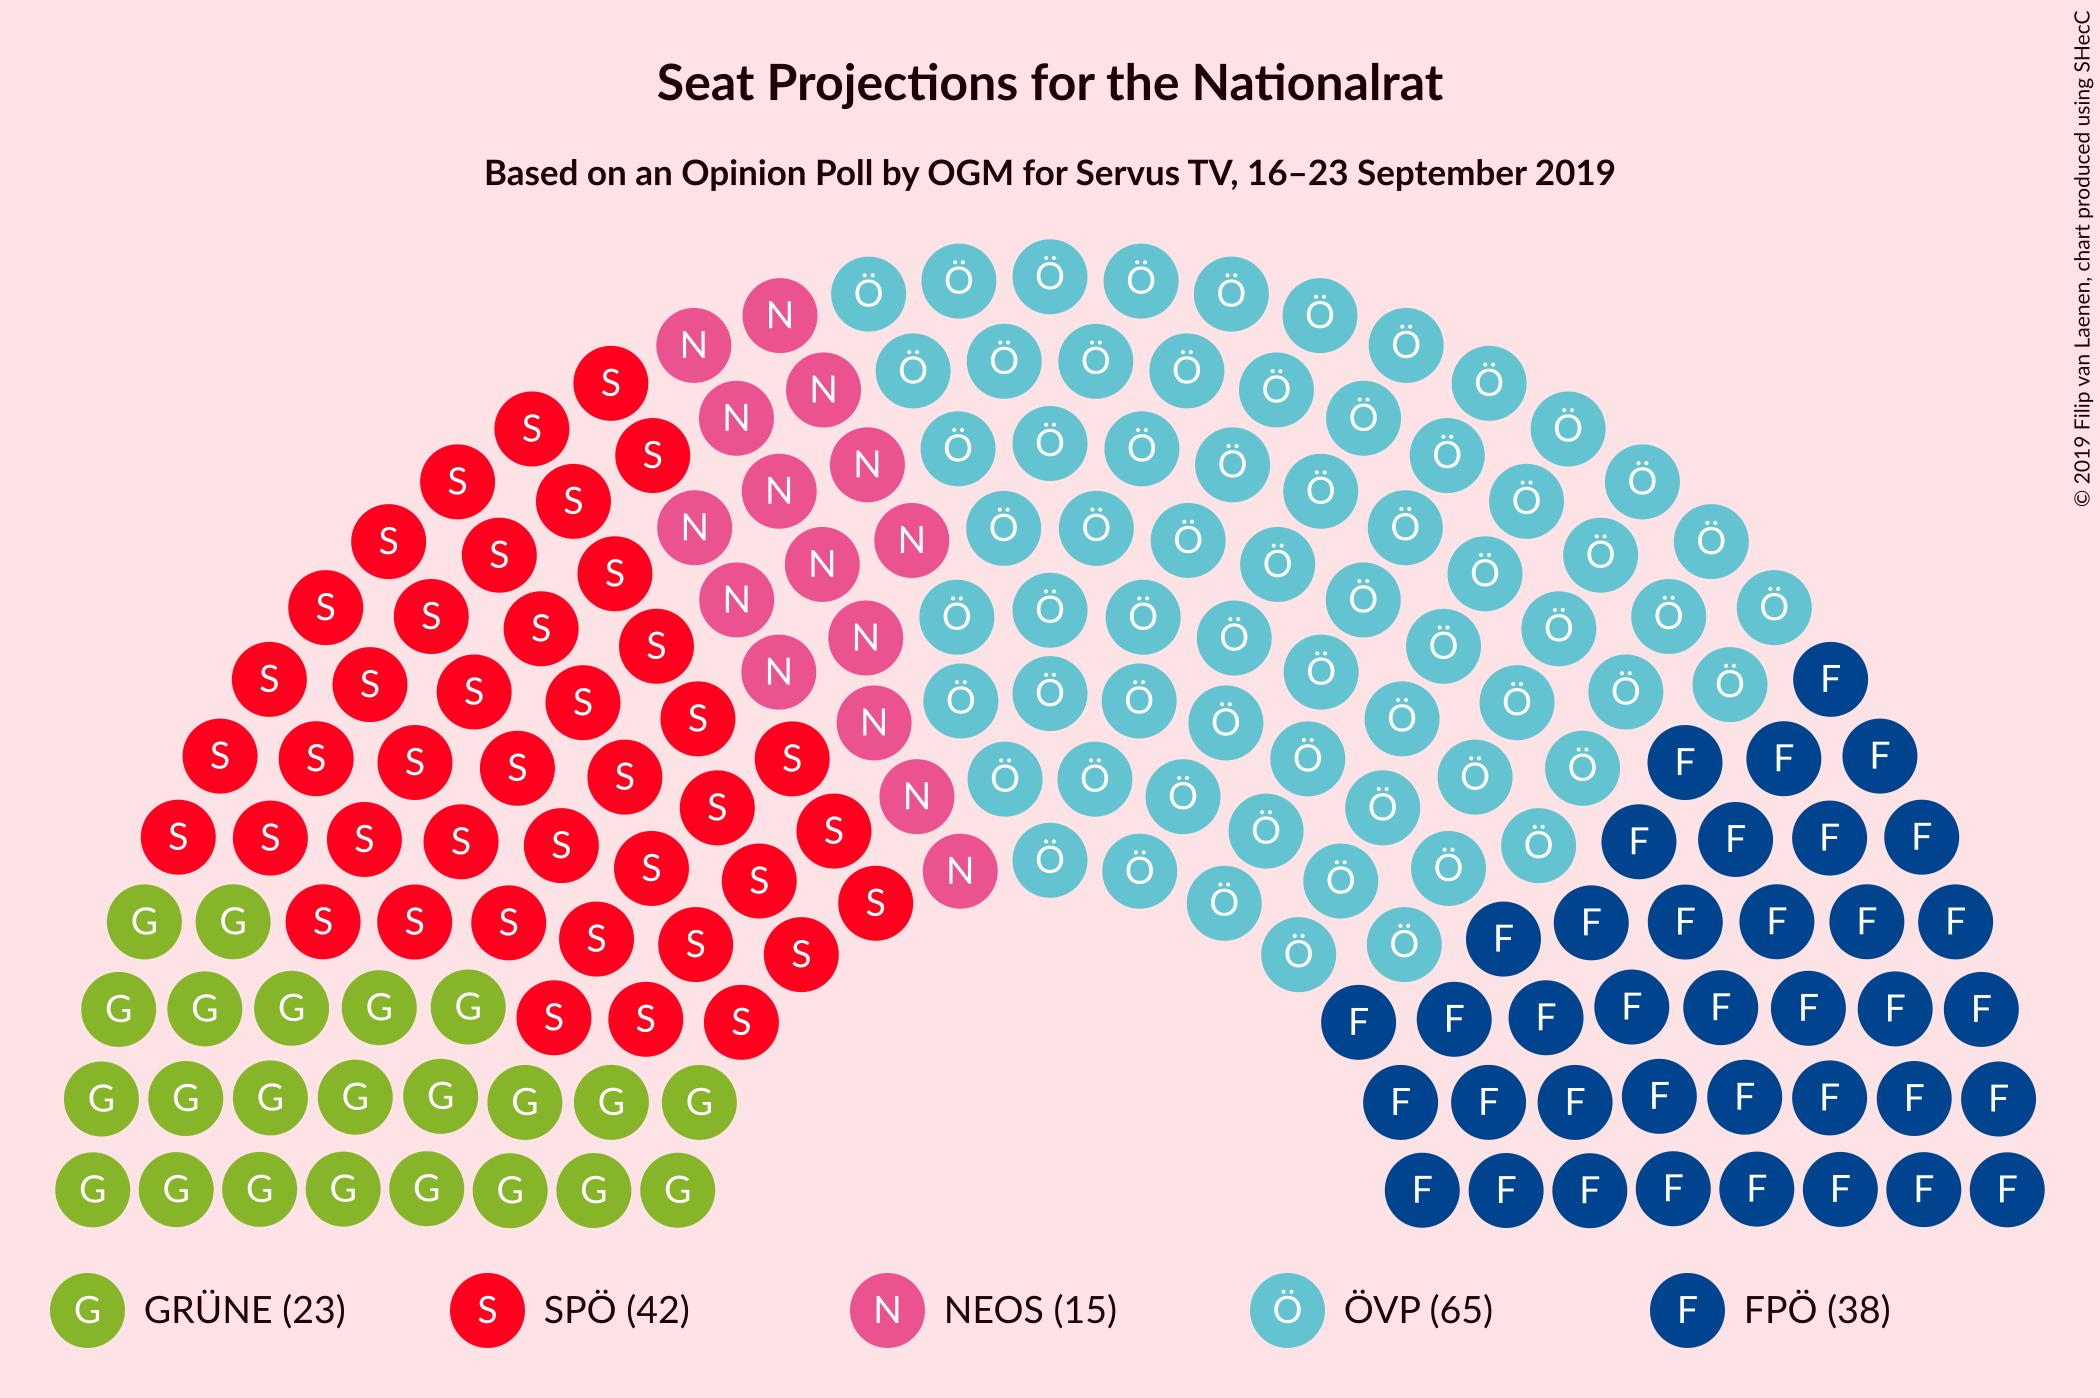 Seat Projections for the Nationalrat
Based on an Opinion Poll by OGM for Servus TV, 16–23 September 2019
© 2019 Filip van Laenen, chart produced using SHecC
Ö Ö Ö Ö Ö
N N Ö Ö
S N Ö Ö Ö Ö Ö Ö
S S N Ö Ö Ö
S S N N Ö Ö Ö Ö Ö Ö Ö Ö
S S S N N Ö Ö Ö Ö Ö Ö Ö
S S S N N Ö Ö Ö Ö Ö Ö Ö
S S S S N N Ö Ö Ö Ö Ö Ö Ö Ö F
S S S S S N Ö Ö Ö Ö Ö Ö F F F
S S S S S S S N Ö Ö Ö Ö Ö Ö F F F F
S S S S N Ö Ö Ö Ö
G G S S S S S S S Ö Ö Ö F F F F F F
G G G G G S S S F F F F F F F F
G G G G G G G G F F F F F F F F
G G G G G G G G F F F F F F F F
G GRÜNE (23) S SPÖ (42) N NEOS (15) Ö ÖVP (65) F FPÖ (38)